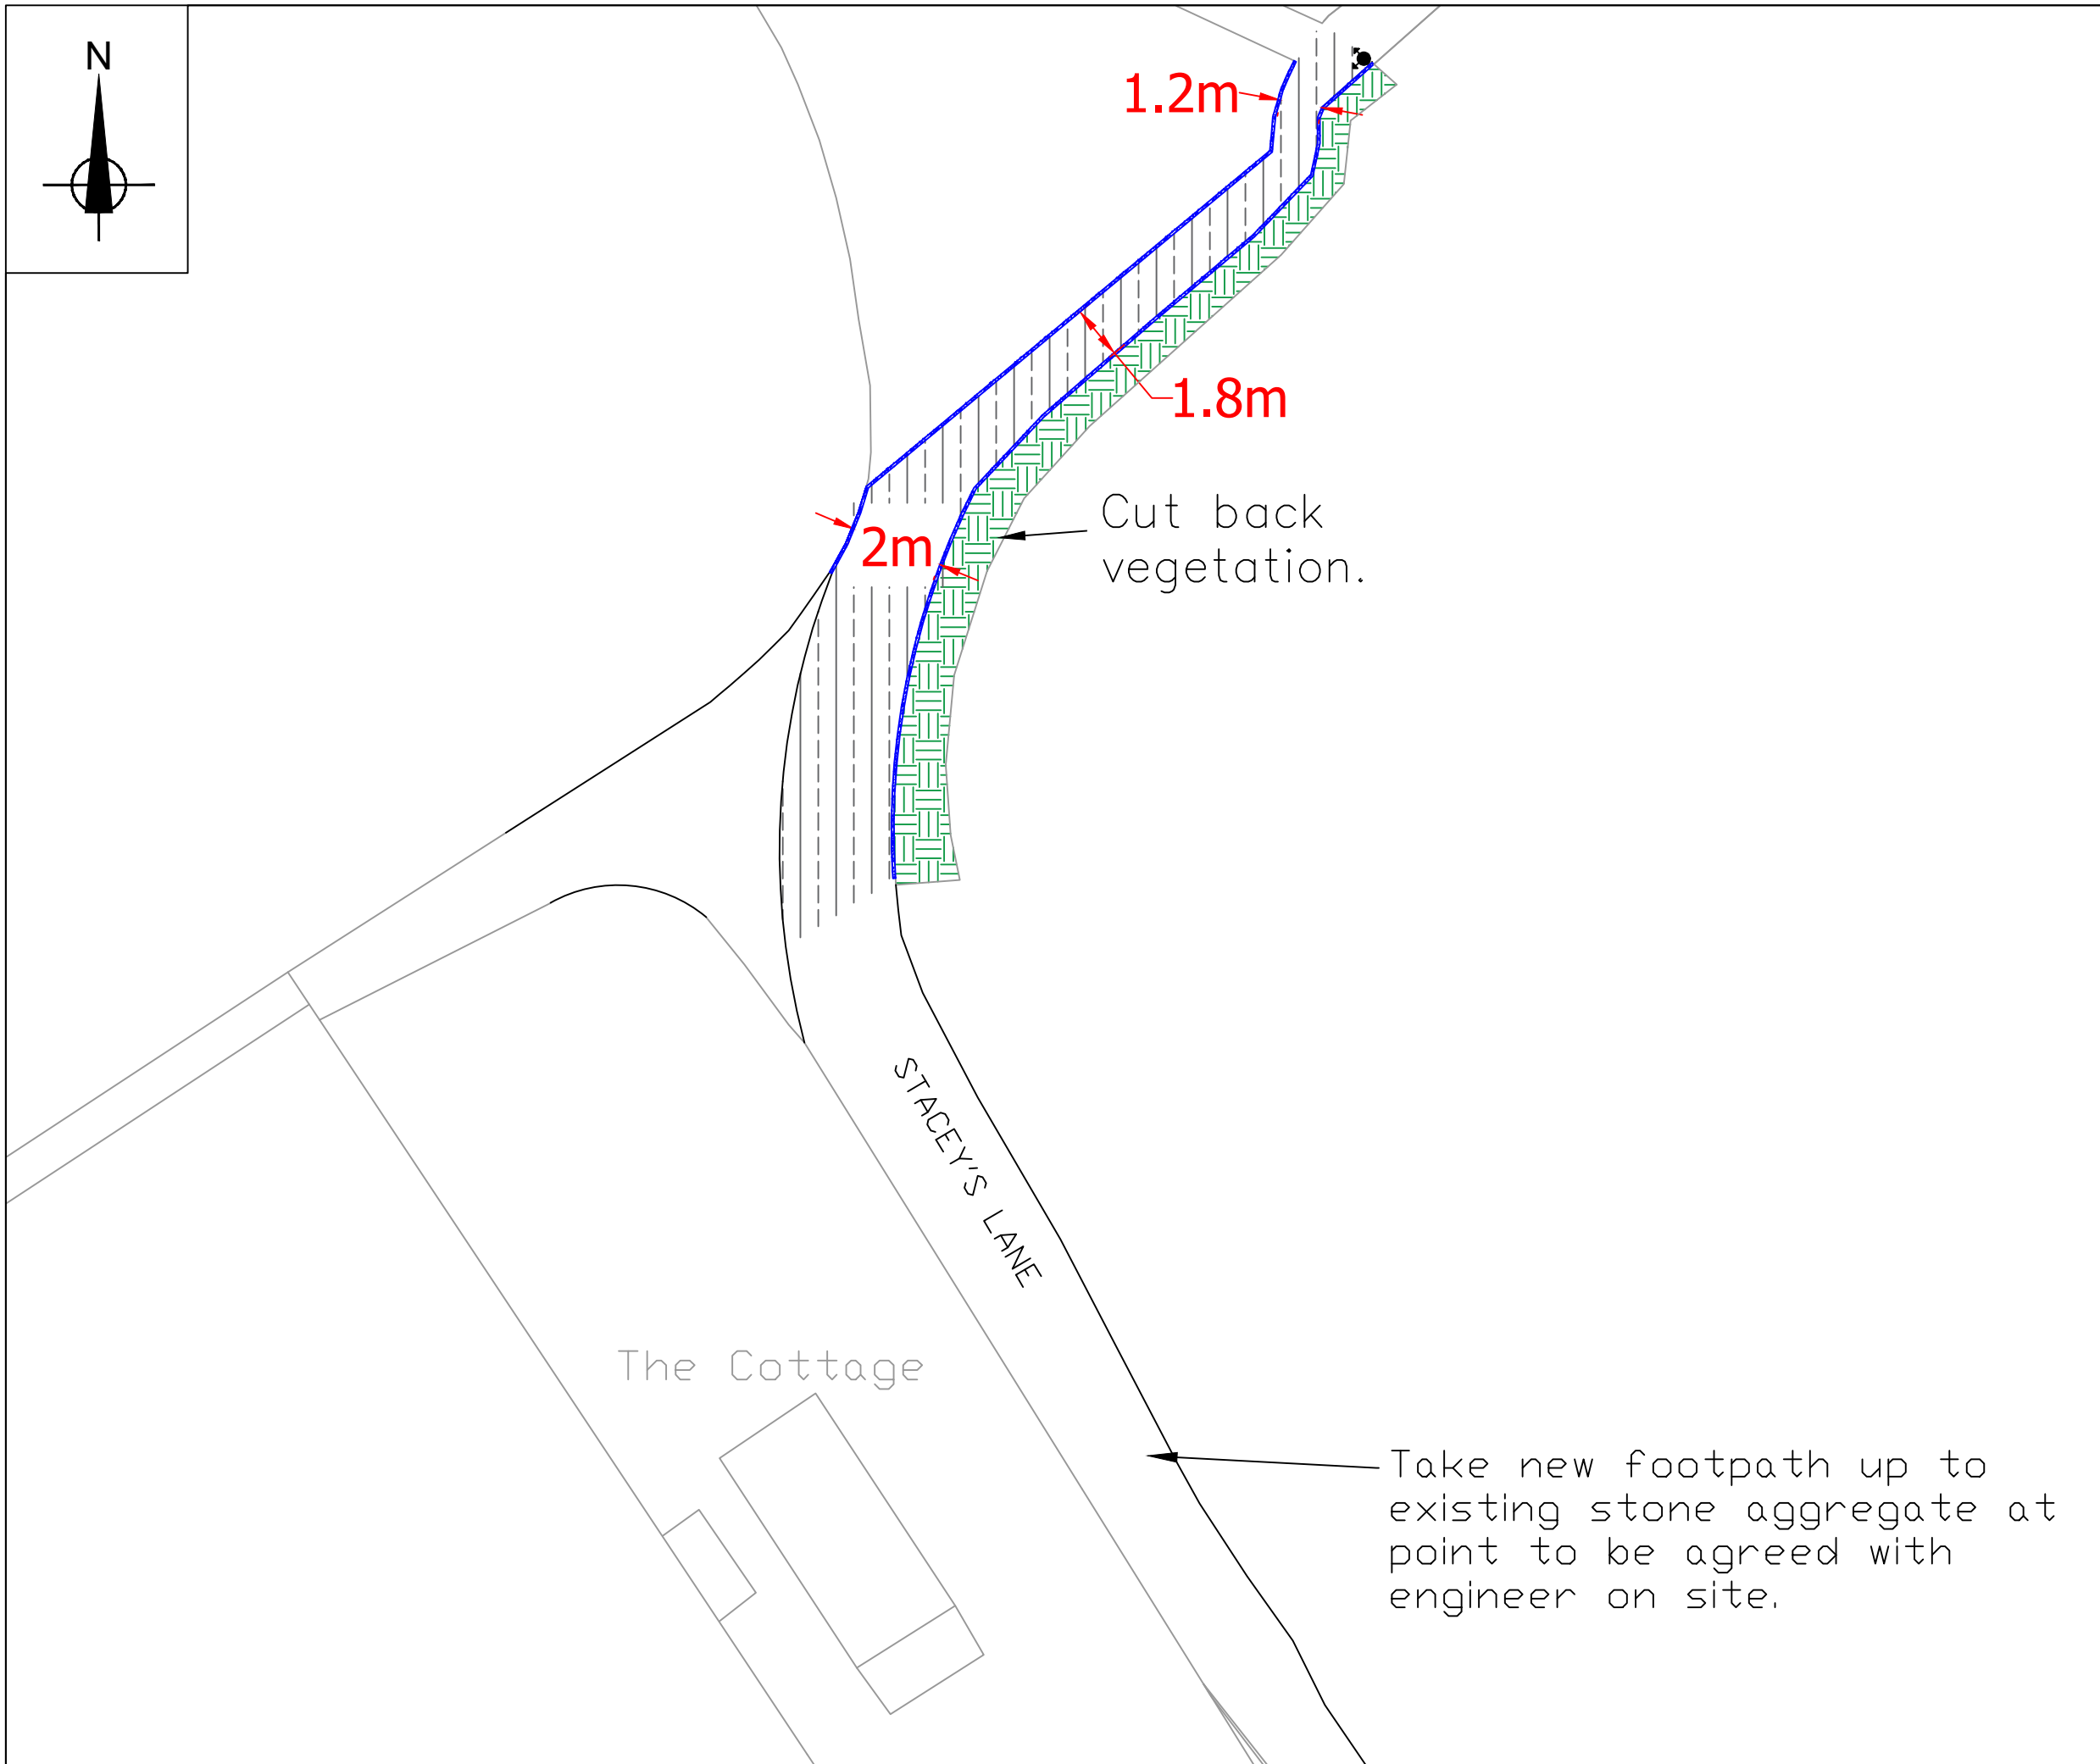 N
1.2m
1.8m
Cut back
vegetation.
2m
STACEY'S LANE
The Cottage
Take new footpath up to
existing stone aggregate at
point to be agreed with
engineer on site.